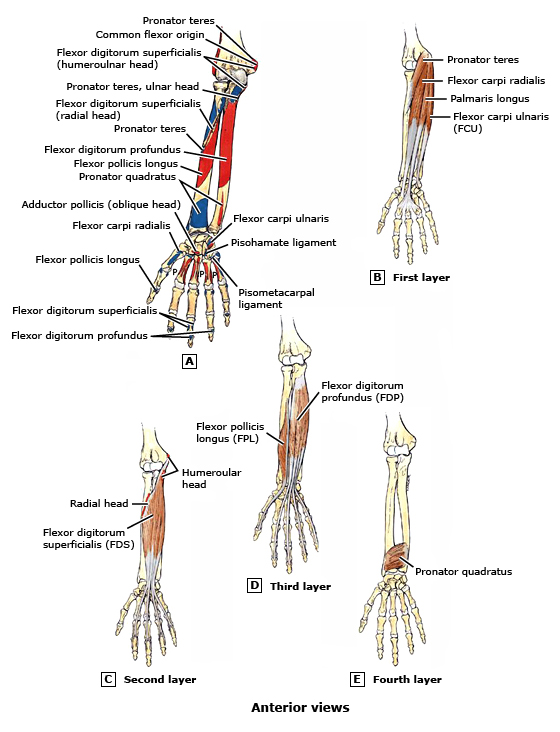 Pronator teres
Common flexor origin
Flexor digitorum superficialis
(humeroulnar head)
Pronator teres, ulnar head
Flexor digitorum superficialis
(radial head)
Pronator teres
Flexor digitorum profundus
Flexor pollicis longus
Pronator quadratus
Adductor pollicis (oblique head)
Flexor carpi radialis
Flexor carpi ulnaris
Pisohamate ligament
Flexor pollicis longus
P P P
Pisometacarpal
ligament
Flexor digitorum superficialis
Flexor digitorum profundus
A
Pronator teres
Flexor carpi radialis
Palmaris longus
Flexor carpi ulnaris
(FCU)
B First layer
Humeroular
head
Radial head
Flexor digitorum
superficialis (FDS)
C Second layer
Flexor digitorum
profundus (FDP)
Flexor pollicis
longus (FPL)
D Third layer
Pronator quadratus
E Fourth layer
Anterior views